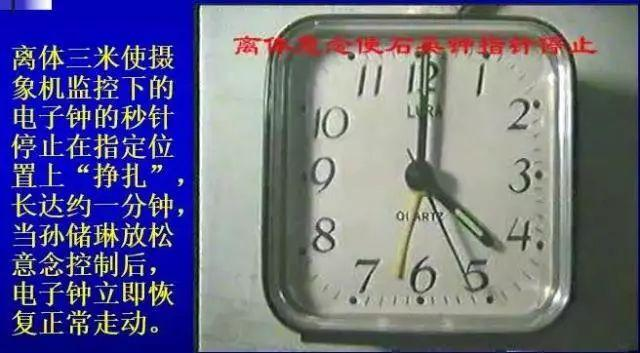 离体三米使摄
象机监控下的
电子钟的秒针
停止在指定位
置上“挣扎”，
长达约一分钟，
当孙储琳放松
意念控制后，
电子钟立即恢
复正常走动。
离体意念使石英钟指针停止
11 12 1
10 2
9 3
8 4
7 6 5
QUARTZ